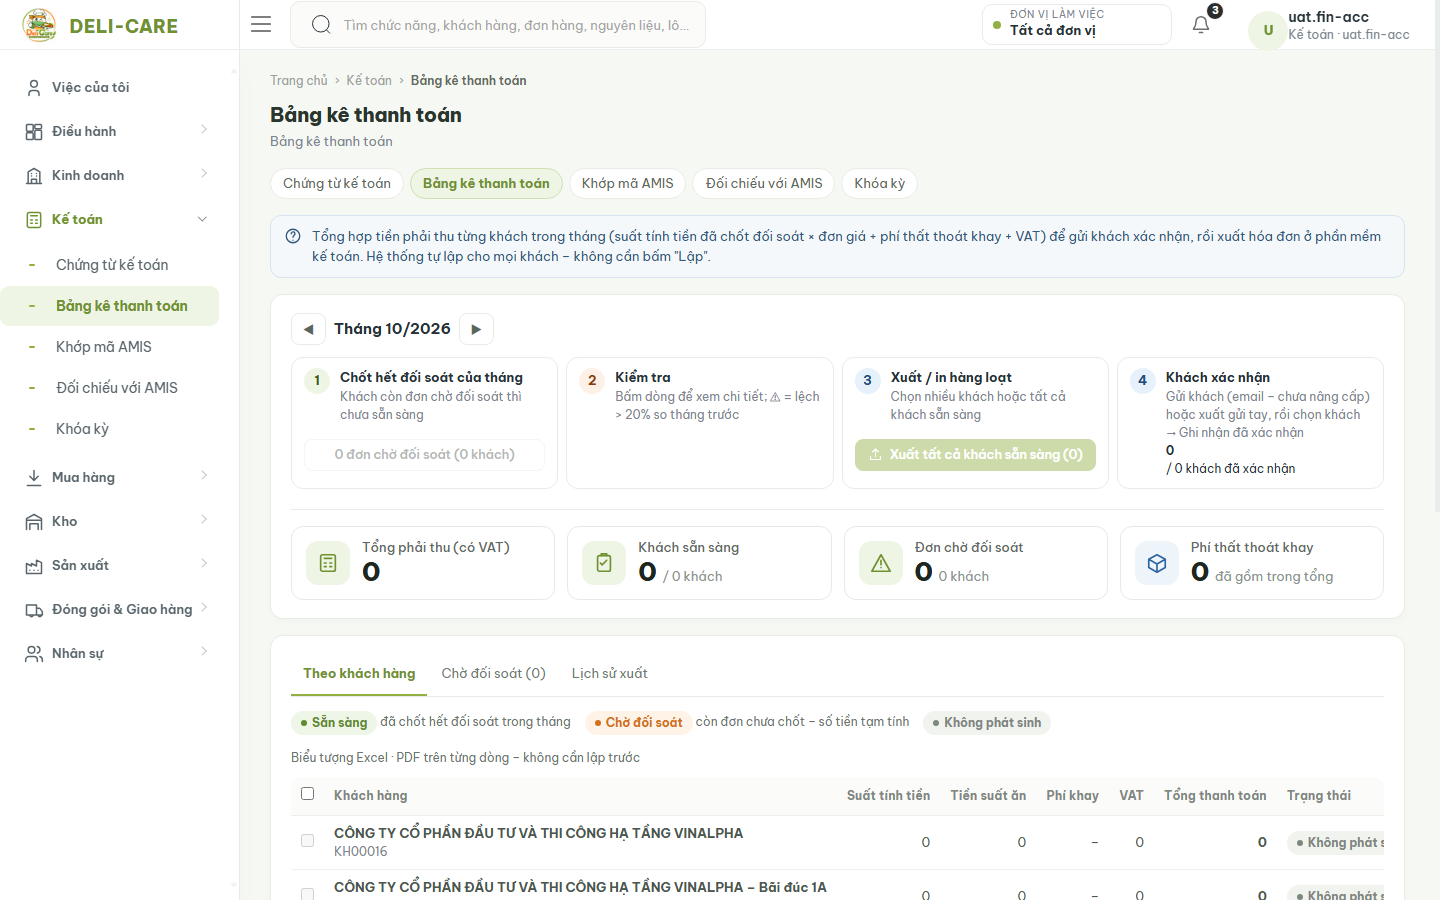 DELI-CARE
Tìm chức năng, khách hàng, đơn hàng, nguyên liệu, lô...
ĐƠN VỊ LÀM VIỆC
Tất cả đơn vị
3
U
uat.fin-acc
Kế toán · uat.fin-acc
Việc của tôi
Điều hành
Kinh doanh
Kế toán
Chứng từ kế toán
Bảng kê thanh toán
Khớp mã AMIS
Đối chiếu với AMIS
Khóa kỳ
Mua hàng
Kho
Sản xuất
Đóng gói & Giao hàng
Nhân sự
Trang chủ › Kế toán › Bảng kê thanh toán
Bảng kê thanh toán
Bảng kê thanh toán
Chứng từ kế toán
Bảng kê thanh toán
Khớp mã AMIS
Đối chiếu với AMIS
Khóa kỳ
Tổng hợp tiền phải thu từng khách trong tháng (suất tính tiền đã chốt đối soát × đơn giá + phí thất thoát khay + VAT) để gửi khách xác nhận, rồi xuất hóa đơn ở phần mềm
kế toán. Hệ thống tự lập cho mọi khách – không cần bấm "Lập".
◀ Tháng 10/2026 ▶
1
Chốt hết đối soát của tháng
Khách còn đơn chờ đối soát thì
chưa sẵn sàng
0 đơn chờ đối soát (0 khách)
2
Kiểm tra
Bấm dòng để xem chi tiết; ⚠ = lệch
> 20% so tháng trước
3
Xuất / in hàng loạt
Chọn nhiều khách hoặc tất cả
khách sẵn sàng
Xuất tất cả khách sẵn sàng (0)
4
Khách xác nhận
Gửi khách (email – chưa nâng cấp)
hoặc xuất gửi tay, rồi chọn khách
→ Ghi nhận đã xác nhận
0
/ 0 khách đã xác nhận
Tổng phải thu (có VAT)
0
Khách sẵn sàng
0 / 0 khách
Đơn chờ đối soát
0 0 khách
Phí thất thoát khay
0 đã gồm trong tổng
Theo khách hàng
Chờ đối soát (0)
Lịch sử xuất
Sẵn sàng đã chốt hết đối soát trong tháng
Chờ đối soát còn đơn chưa chốt – số tiền tạm tính
Không phát sinh
Biểu tượng Excel · PDF trên từng dòng – không cần lập trước
Khách hàng Suất tính tiền Tiền suất ăn Phí khay VAT Tổng thanh toán Trạng thái
CÔNG TY CỔ PHẦN ĐẦU TƯ VÀ THI CÔNG HẠ TẦNG VINALPHA
KH00016
0 0 – 0 0 Không phát s
CÔNG TY CỔ PHẦN ĐẦU TƯ VÀ THI CÔNG HẠ TẦNG VINALPHA – Bãi đúc 1A
0 0 – 0 0 Không phát s